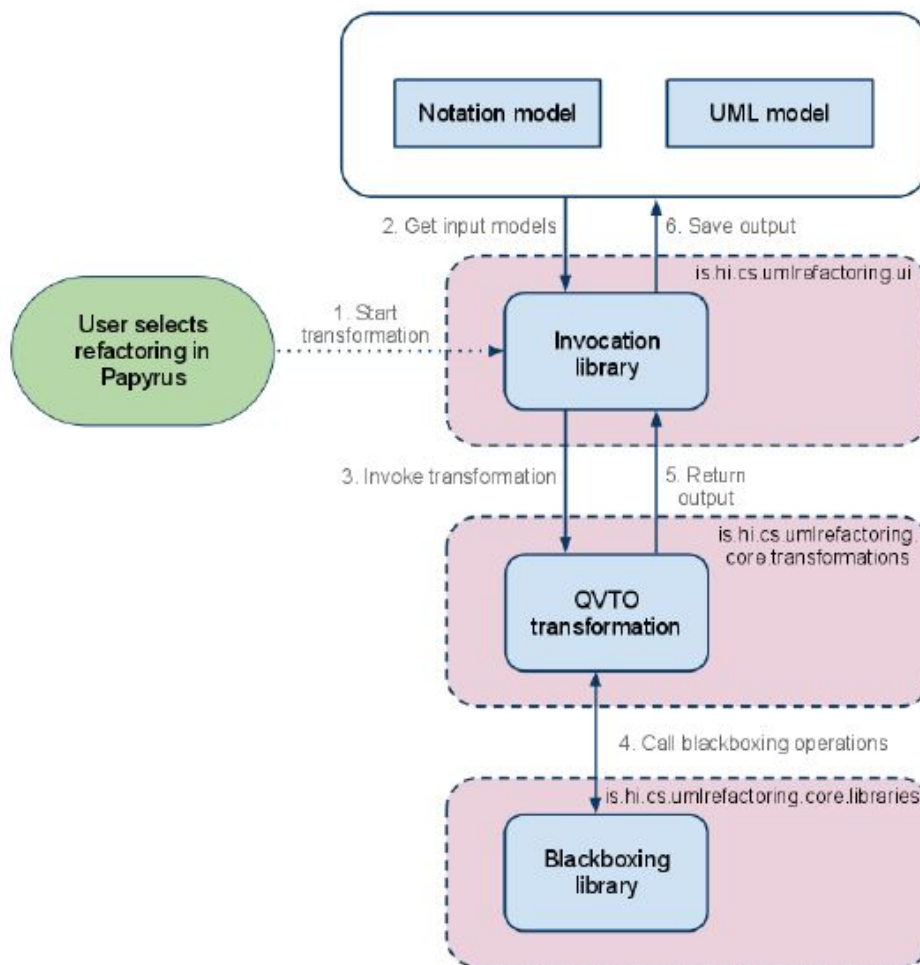 Notation model
UML model
2. Get input models
6. Save output
is.hi.cs.umlrefactoring.ui
User selects
refactoring in
Papyrus
1. Start
transformation
Invocation
library
3. Invoke transformation
5. Return
output
is.hi.cs.umlrefactoring.
core.transformations
QVTO
transformation
4. Call blackboxing operations
is.hi.cs.umlrefactoring.core.libraries
Blackboxing
library